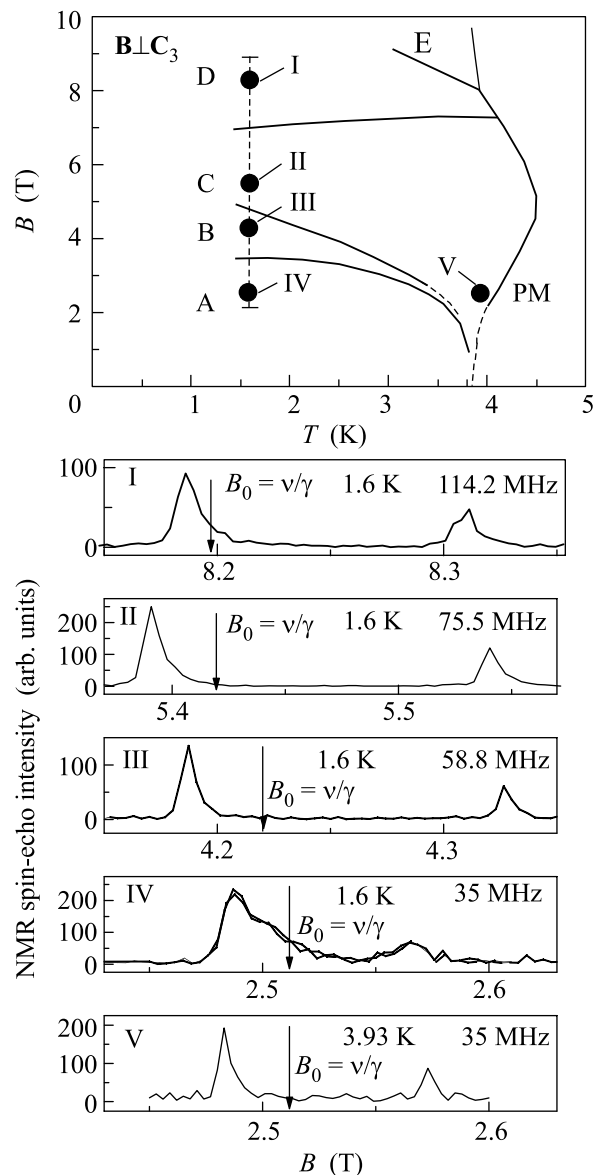 10
B⊥C₃
E
D
I
8
6
II
C
III
B (T)
4
B
V
IV
PM
A
2
0
1
2
3
4
5
T (K)
100
I
B₀ = ν/γ
1.6 K
114.2 MHz
0
8.2
8.3
200
II
B₀ = ν/γ
1.6 K
75.5 MHz
100
0
5.4
5.5
III
1.6 K
58.8 MHz
100
B₀ = ν/γ
0
4.2
4.3
200
IV
1.6 K
35 MHz
100
B₀ = ν/γ
0
2.5
2.6
200
V
3.93 K
35 MHz
100
B₀ = ν/γ
0
2.5
2.6
B (T)
NMR spin-echo intensity (arb. units)